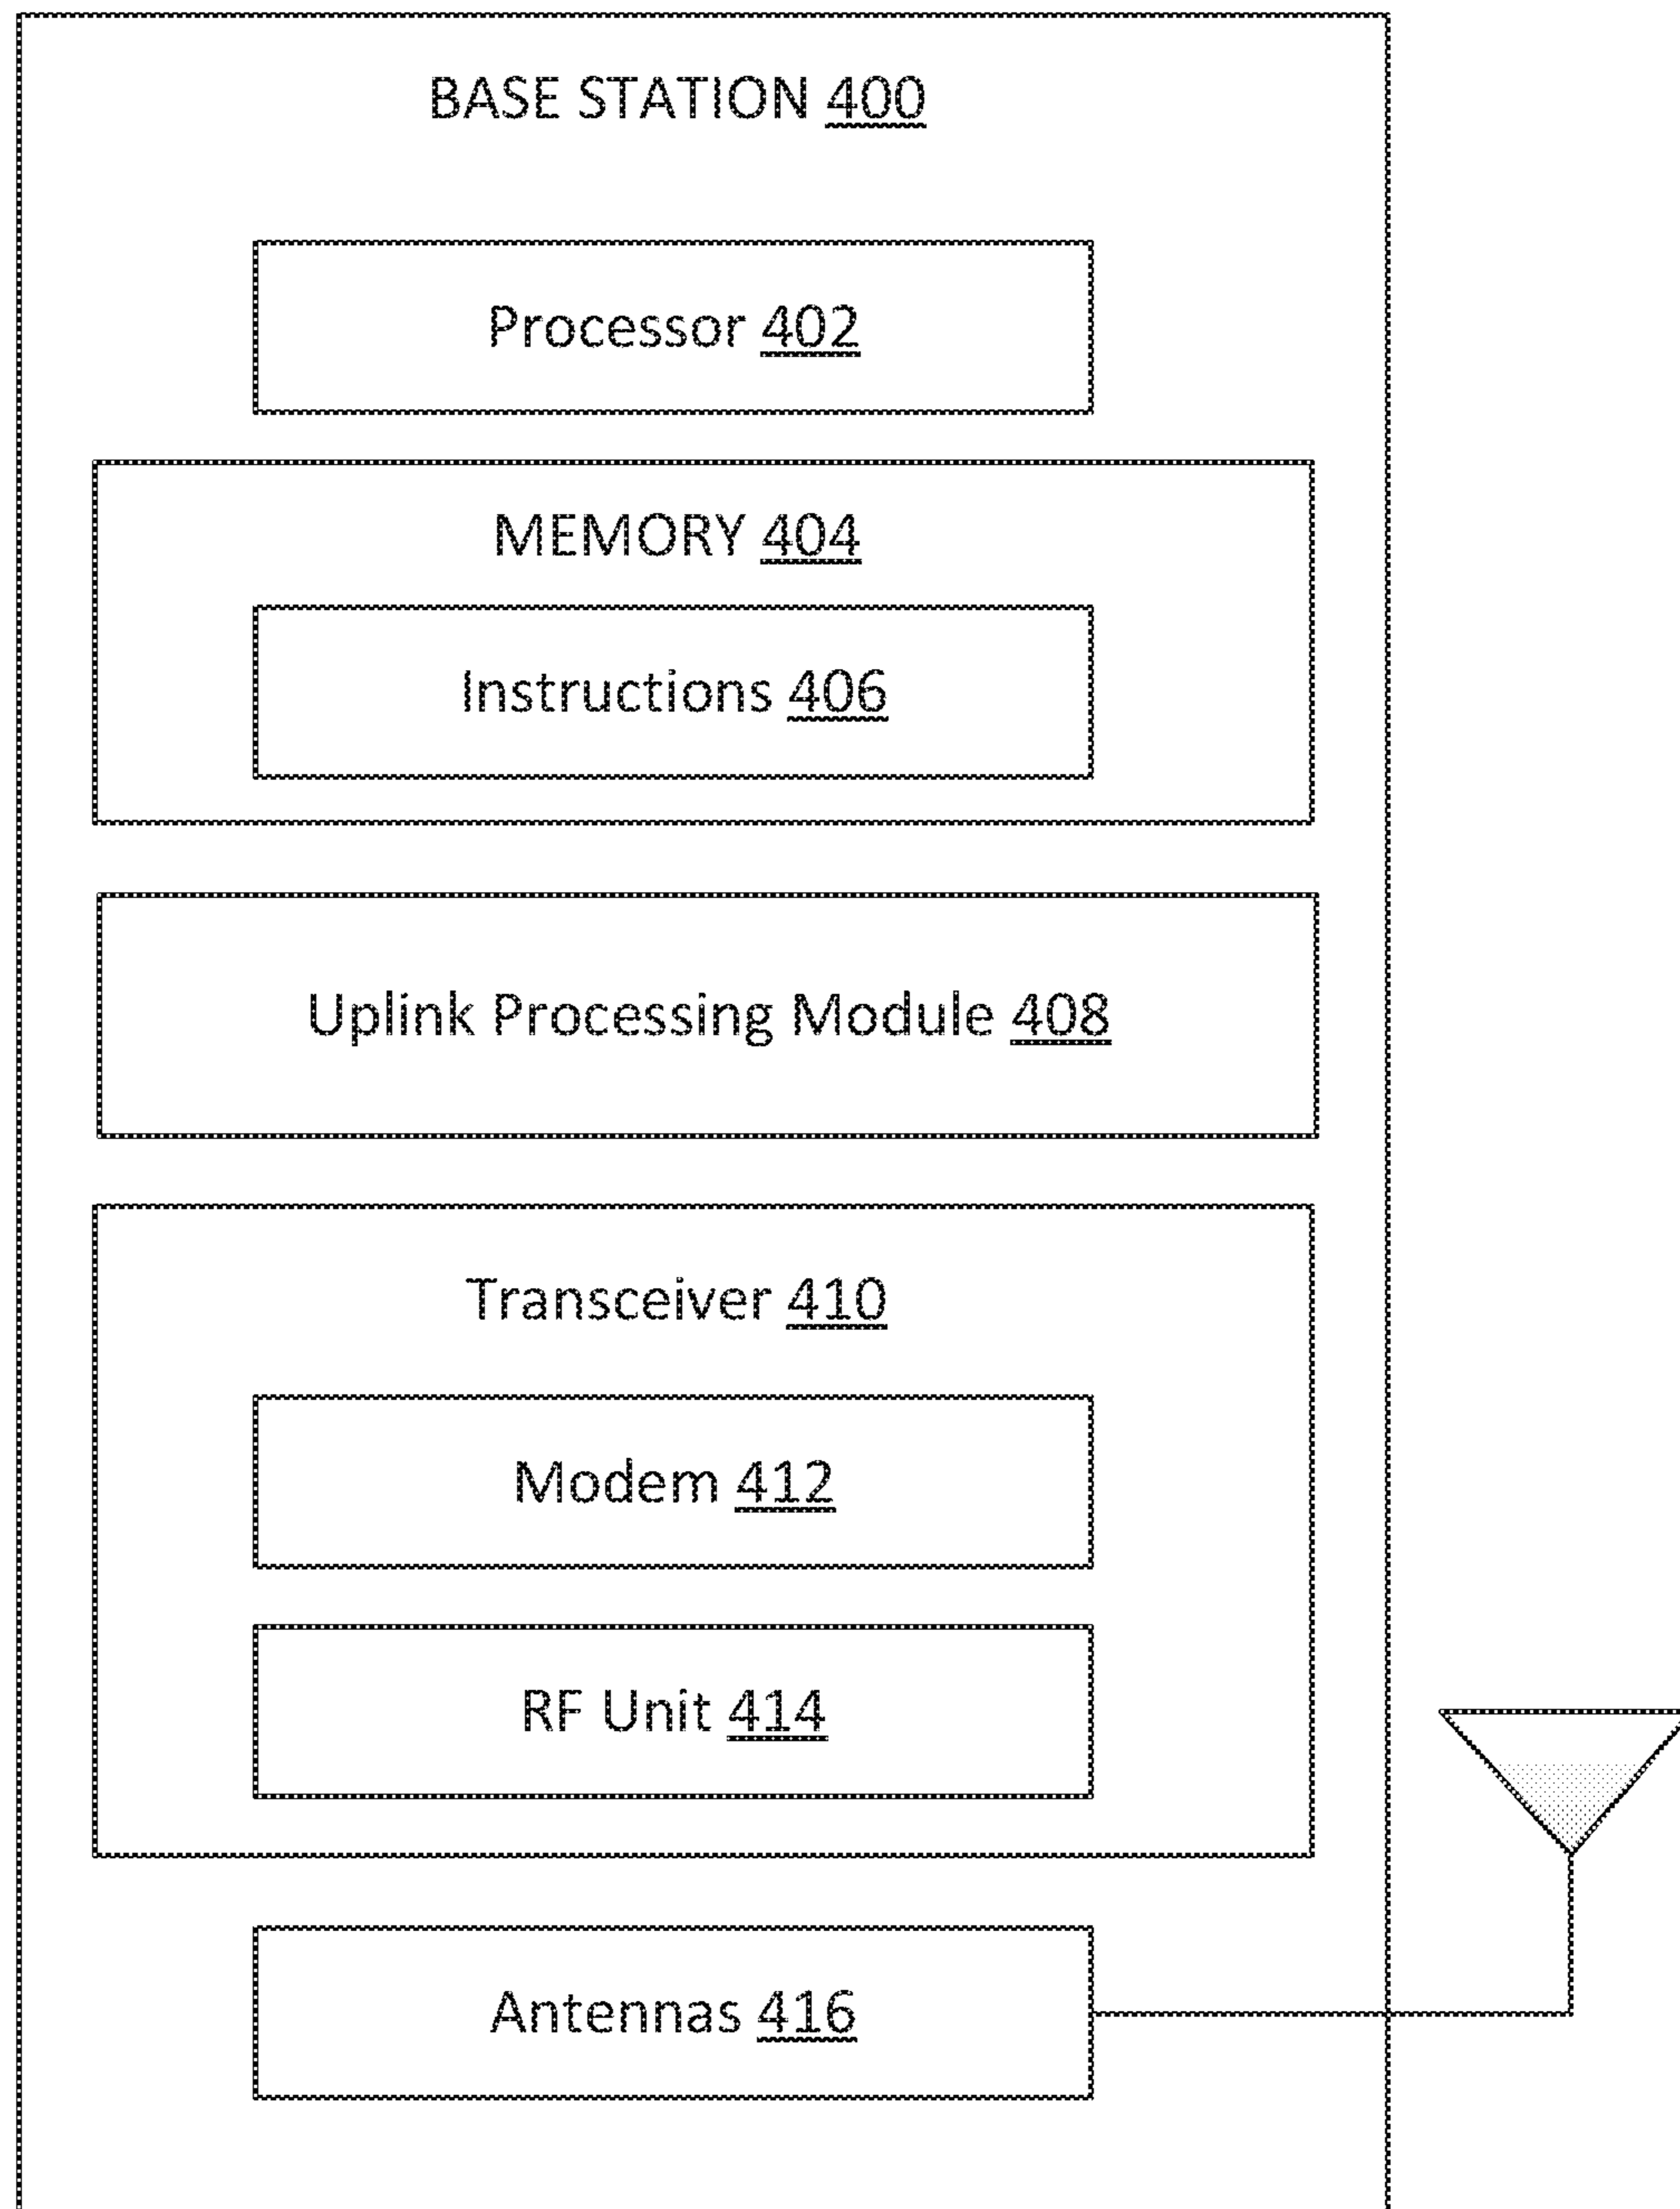 BASE STATION 400
Processor 402
MEMORY 404
Instructions 406
Uplink Processing Module 408
Transceiver 410
Modem 412
RF Unit 414
Antennas 416